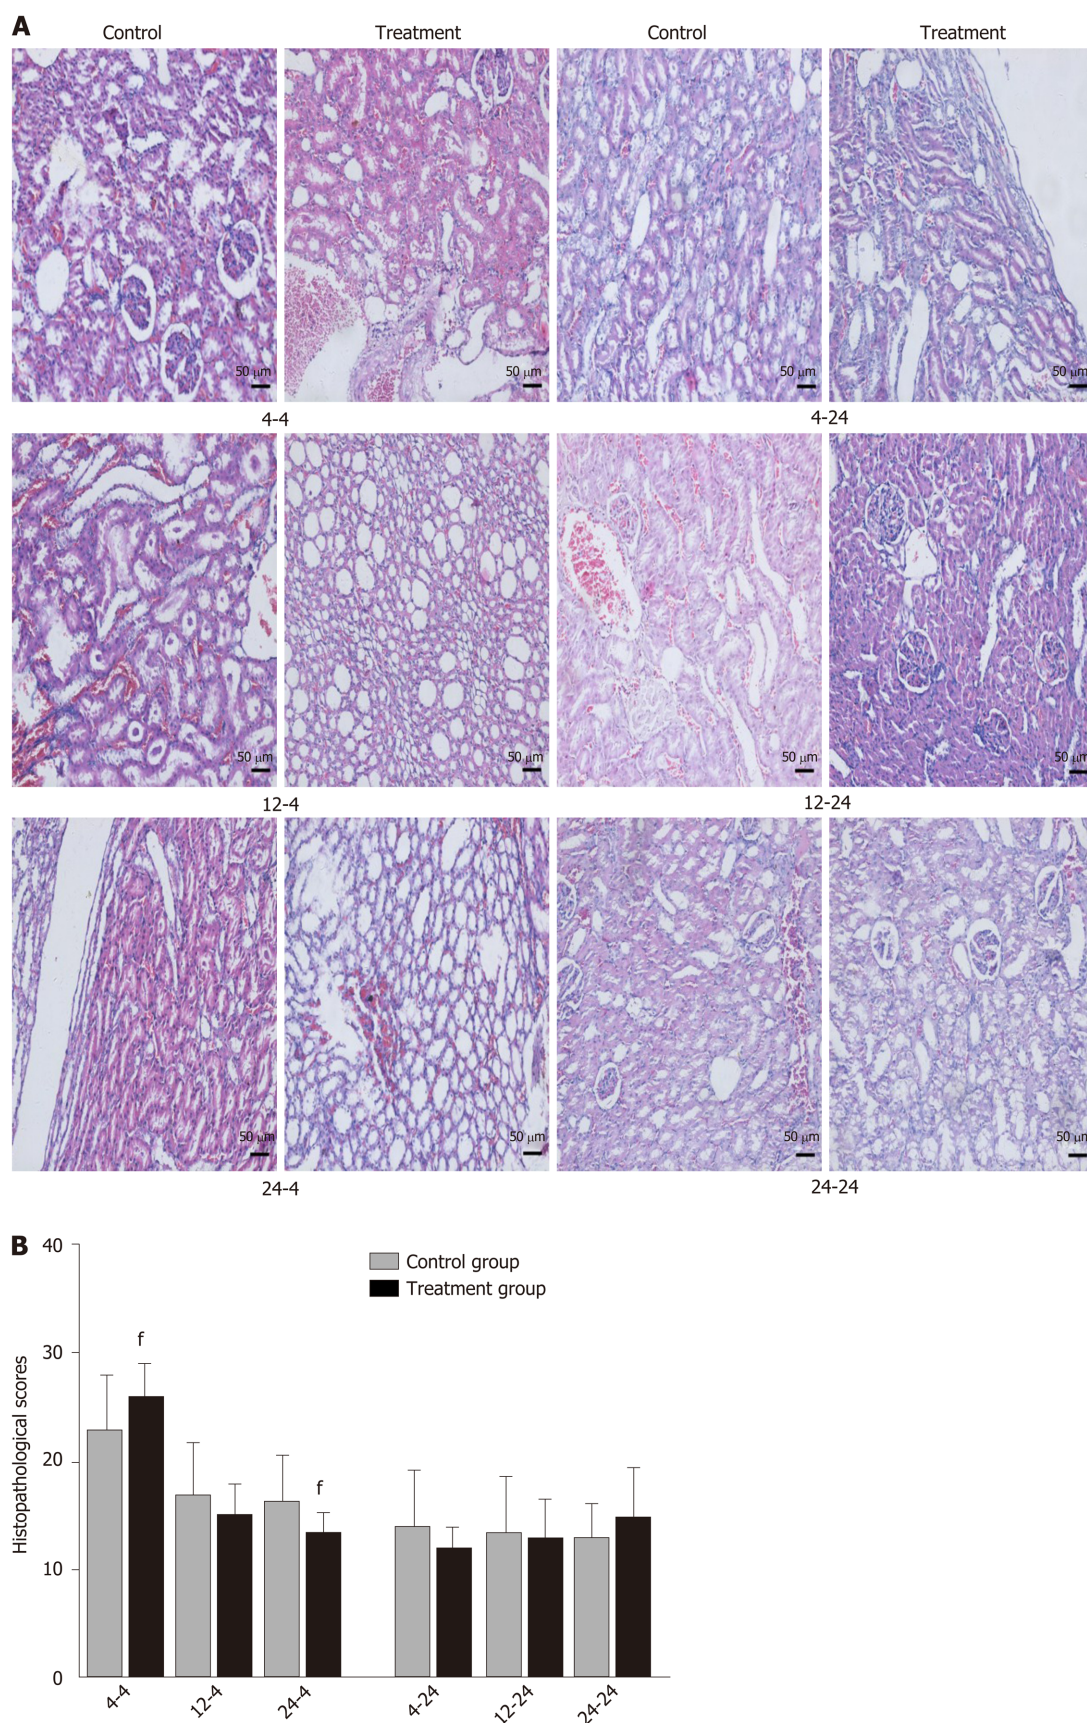 A
Control Treatment Control Treatment
50 μm 50 μm 50 μm 50 μm
4-4 4-24
50 μm 50 μm 50 μm 50 μm
12-4 12-24
50 μm 50 μm 50 μm 50 μm
24-4 24-24
B
Control group
Treatment group
Histopathological scores
40
30
20
10
0
f
f
4-4 12-4 24-4 4-24 12-24 24-24